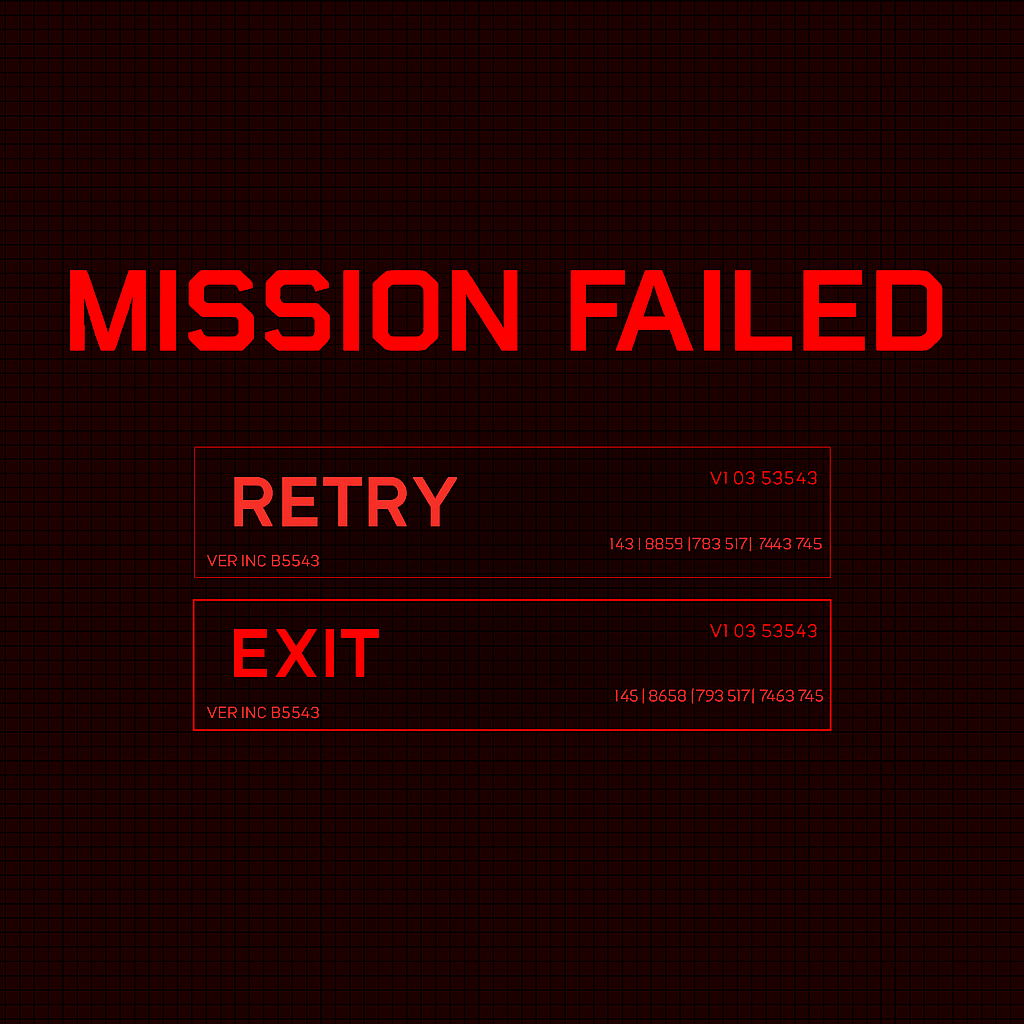 MISSION FAILED
RETRY
V1 03 53543
143 | 8859 |783 517| 7443 745
VER INC B5543
EXIT
V1 03 53543
145 | 8658 |793 517| 7463 745
VER INC B5543